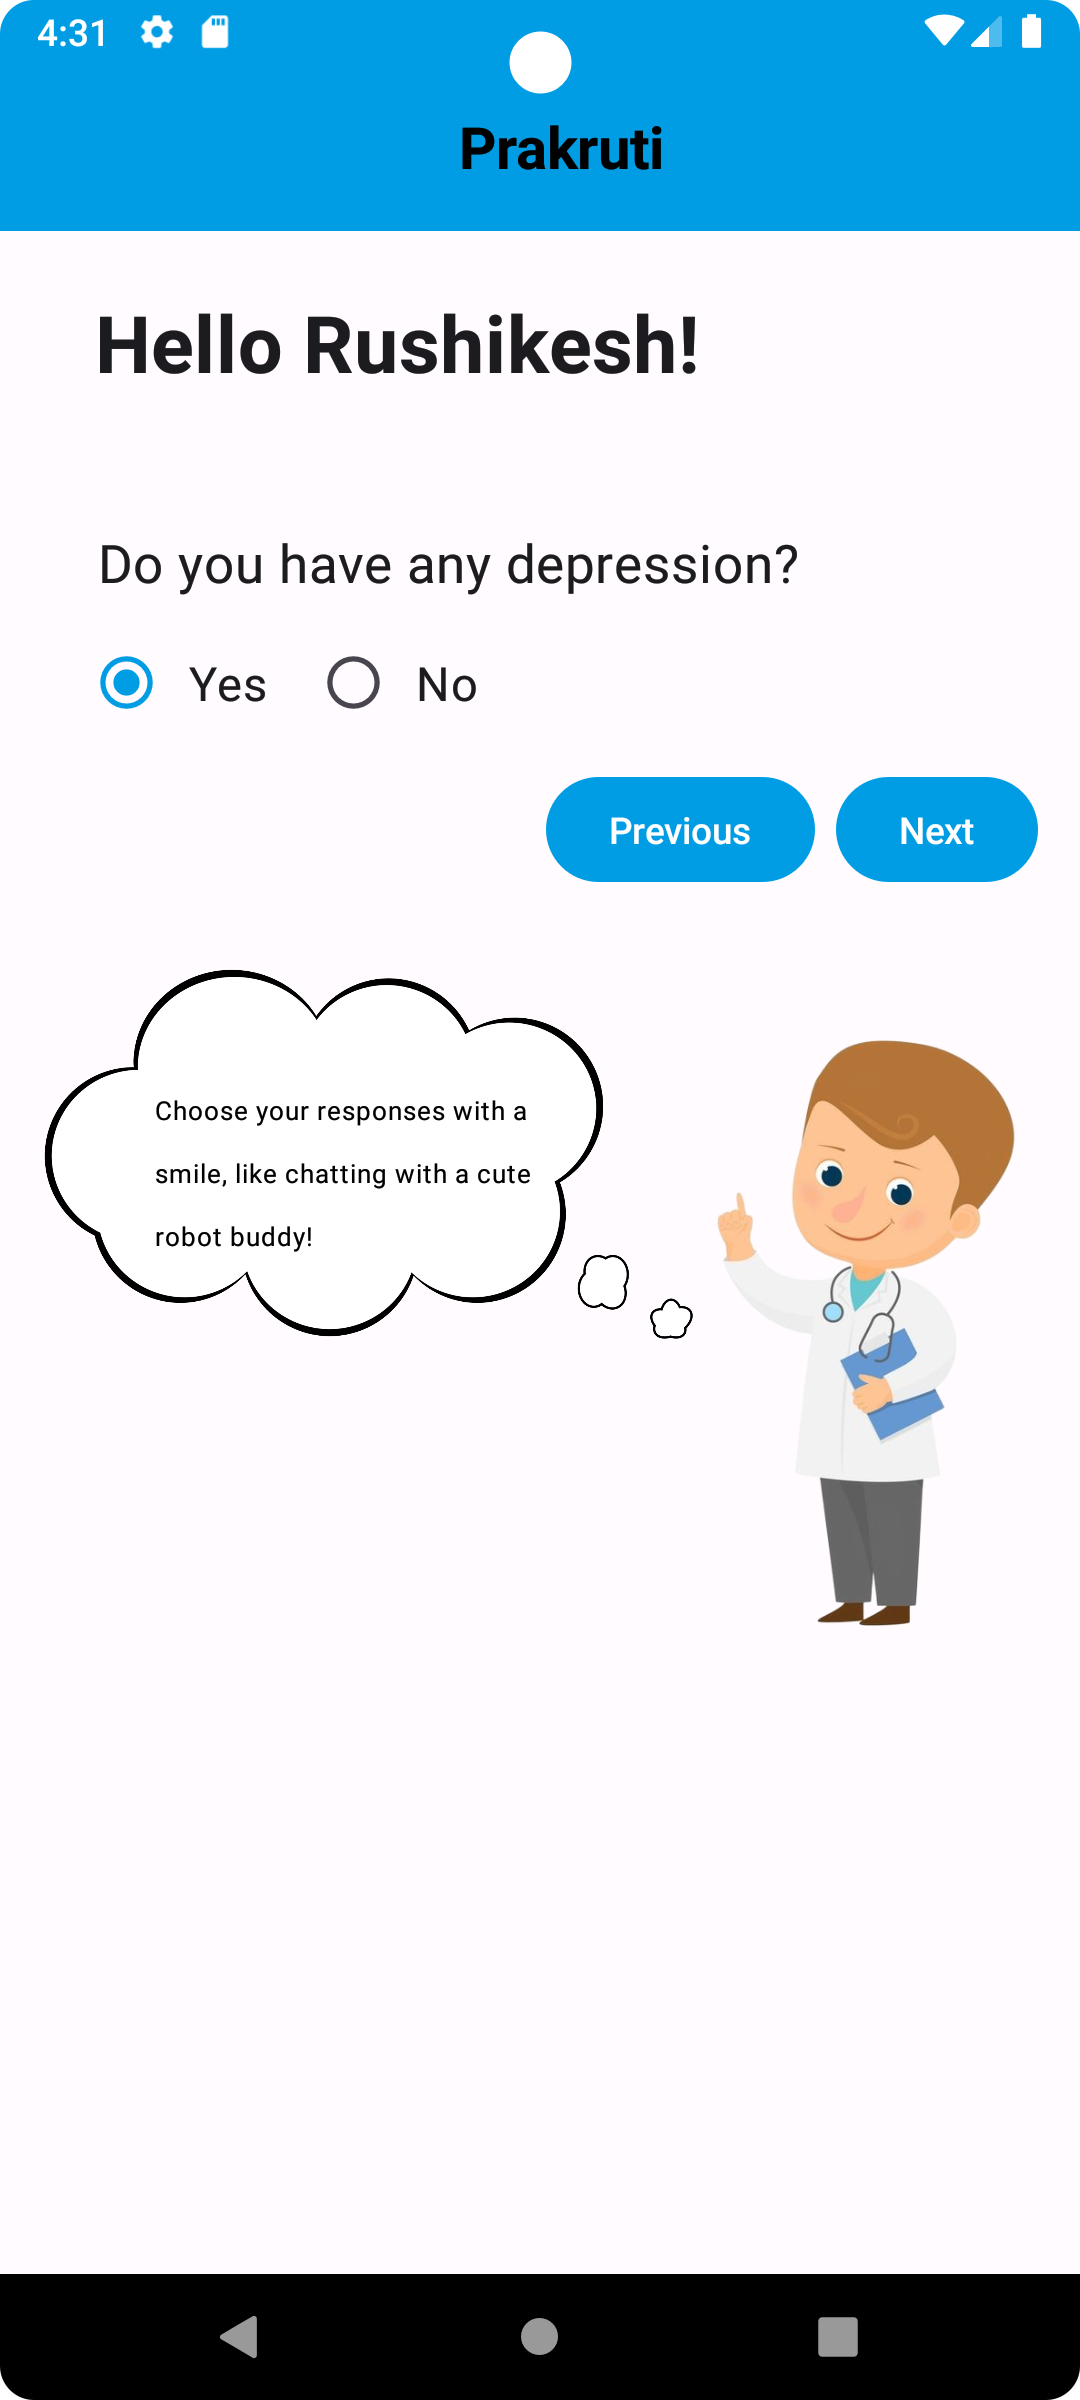 4:31
Prakruti
Hello Rushikesh!
Do you have any depression?
Yes No
Previous Next
Choose your responses with a
smile, like chatting with a cute
robot buddy!